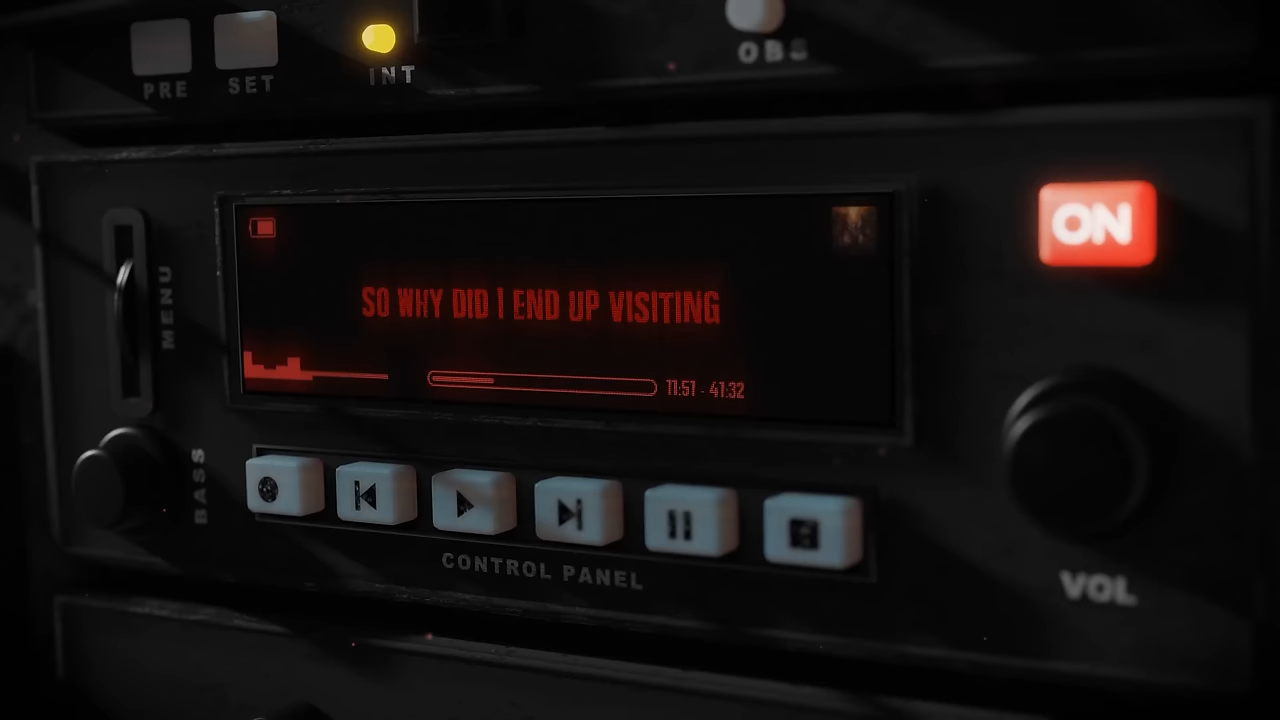 PRE
SET
INT
OBS
ON
MENU
SO WHY DID I END UP VISITING
11:51 - 41:32
BASS
CONTROL PANEL
VOL